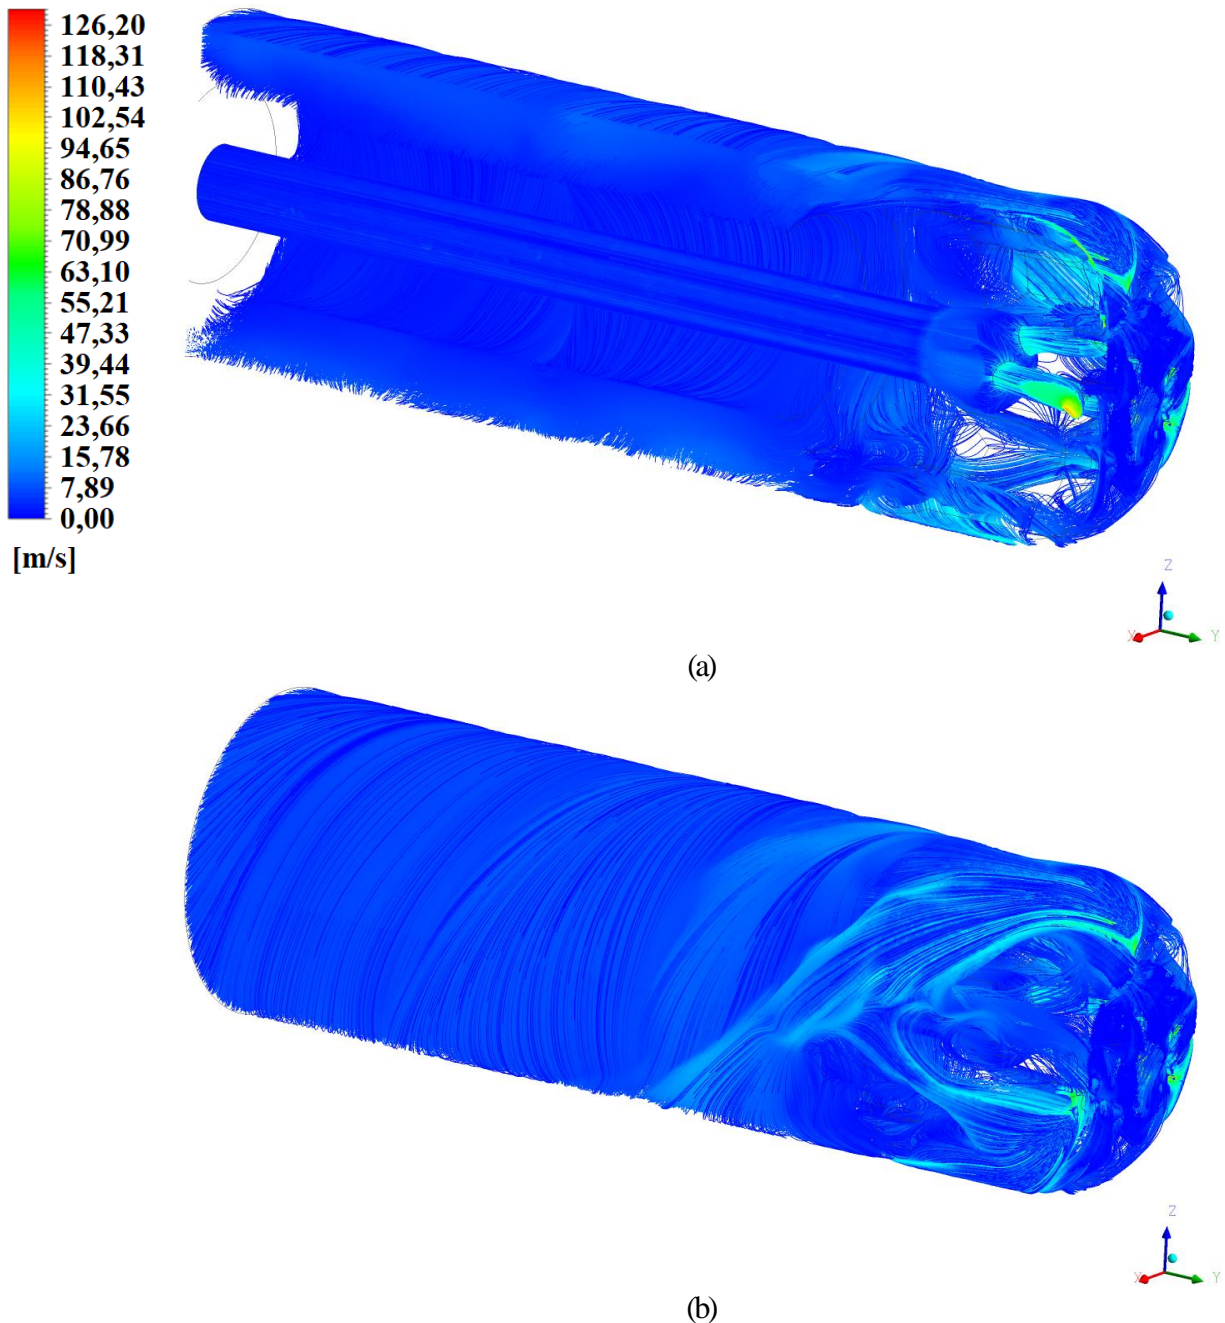 126,20
118,31
110,43
102,54
94,65
86,76
78,88
70,99
63,10
55,21
47,33
39,44
31,55
23,66
15,78
7,89
0,00
[m/s]
Z
X
Y
(a)
Z
X
Y
(b)